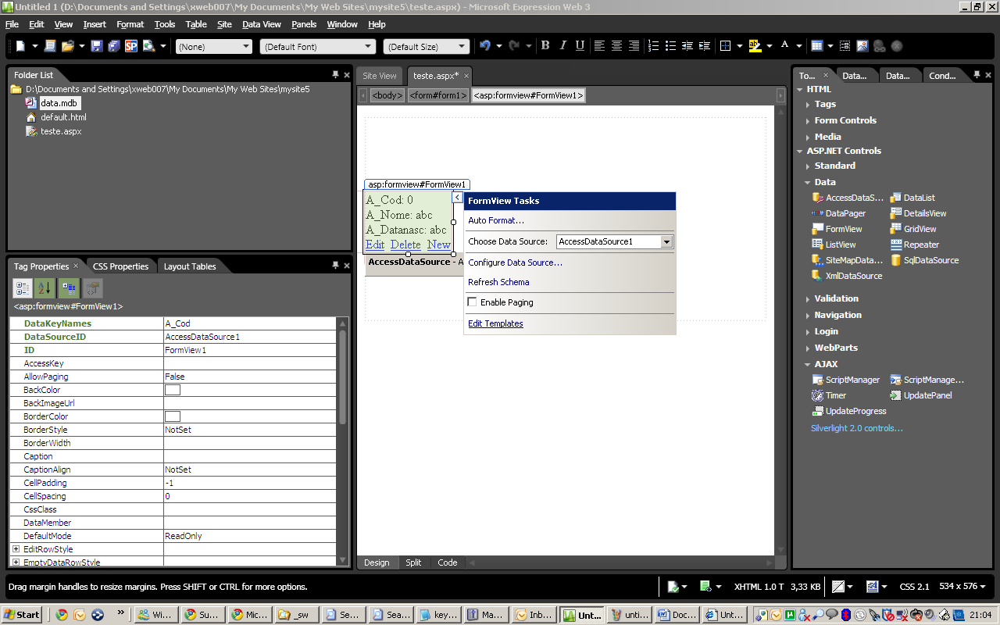 Untitled 1 (D:\Documents and Settings\xweb007\My Documents\My Web Sites\mysite5\teste.aspx) - Microsoft Expression Web 3
File Edit View Insert Format Tools Table Site Data View Panels Window Help
(None) (Default Font) (Default Size) B I U A
Folder List
D:\Documents and Settings\xweb007\My Documents\My Web Sites\mysite5
data.mdb
default.html
teste.aspx
Tag Properties CSS Properties Layout Tables
<asp:formview#FormView1>
DataKeyNames A_Cod
DataSourceID AccessDataSource1
ID FormView1
AccessKey
AllowPaging False
BackColor
BackImageUrl
BorderColor
BorderStyle NotSet
BorderWidth
Caption
CaptionAlign NotSet
CellPadding -1
CellSpacing 0
CssClass
DataMember
DefaultMode ReadOnly
EditRowStyle
EmptyDataRowStyle
Site View teste.aspx*
<body> <form#form1> <asp:formview#FormView1>
asp:formview#FormView1
A_Cod: 0
A_Nome: abc
A_Datanasc: abc
Edit Delete New
AccessDataSource - A
FormView Tasks
Auto Format...
Choose Data Source: AccessDataSource1
Configure Data Source...
Refresh Schema
Enable Paging
Edit Templates
Design Split Code
To... Data... Data... Cond...
HTML
Tags
Form Controls
Media
ASP.NET Controls
Standard
Data
AccessDataS... DataList
DataPager DetailsView
FormView GridView
ListView Repeater
SiteMapData... SqlDataSource
XmlDataSource
Validation
Navigation
Login
WebParts
AJAX
ScriptManager ScriptManage...
Timer UpdatePanel
UpdateProgress
Silverlight 2.0 controls...
Drag margin handles to resize margins. Press SHIFT or CTRL for more options.
XHTML 1.0 T 3,33 KB CSS 2.1 534 x 576
Start Wi... Su... Mic... _sw Se... Sea... key... Ma... Inb... Unt... unti... Doc... Unt... 21:04